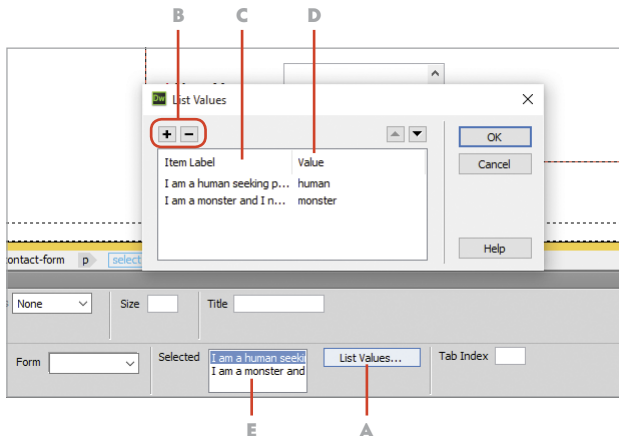 B C D
Dw List Values
+ −
OK
Item Label Value
Cancel
I am a human seeking p... human
I am a monster and I n... monster
Help
ontact-form p select
None Size Title
Form Selected I am a human seeki List Values... Tab Index
I am a monster and
E A